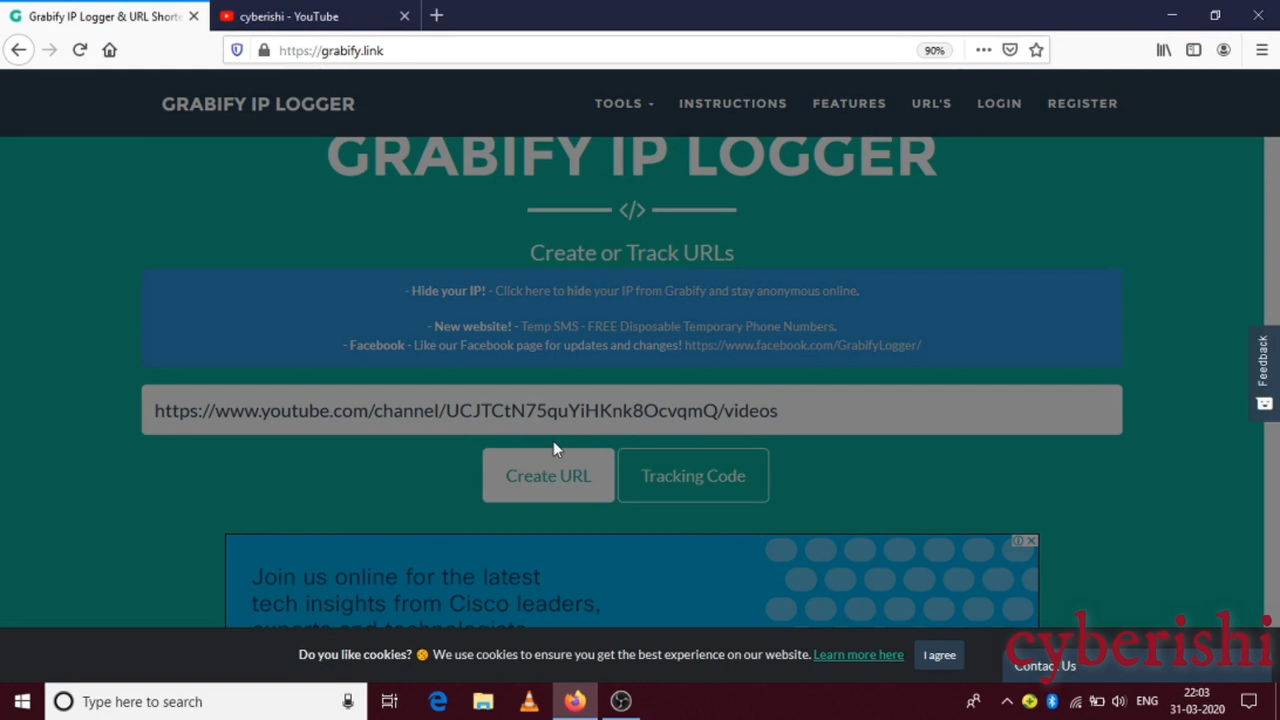 Grabify IP Logger & URL Shorte
cyberishi - YouTube
https://grabify.link
90%
GRABIFY IP LOGGER
TOOLS
INSTRUCTIONS
FEATURES
URL'S
LOGIN
REGISTER
GRABIFY IP LOGGER
</>
Create or Track URLs
- Hide your IP! - Click here to hide your IP from Grabify and stay anonymous online.
- New website! - Temp SMS - FREE Disposable Temporary Phone Numbers.
- Facebook - Like our Facebook page for updates and changes! https://www.facebook.com/GrabifyLogger/
Feedback
https://www.youtube.com/channel/UCJTCtN75quYiHKnk8OcvqmQ/videos
Create URL
Tracking Code
Join us online for the latest
tech insights from Cisco leaders,
experts and technologists
Do you like cookies? We use cookies to ensure you get the best experience on our website. Learn more here
I agree
Contact Us
cyberishi
Type here to search
ENG
22:03
31-03-2020